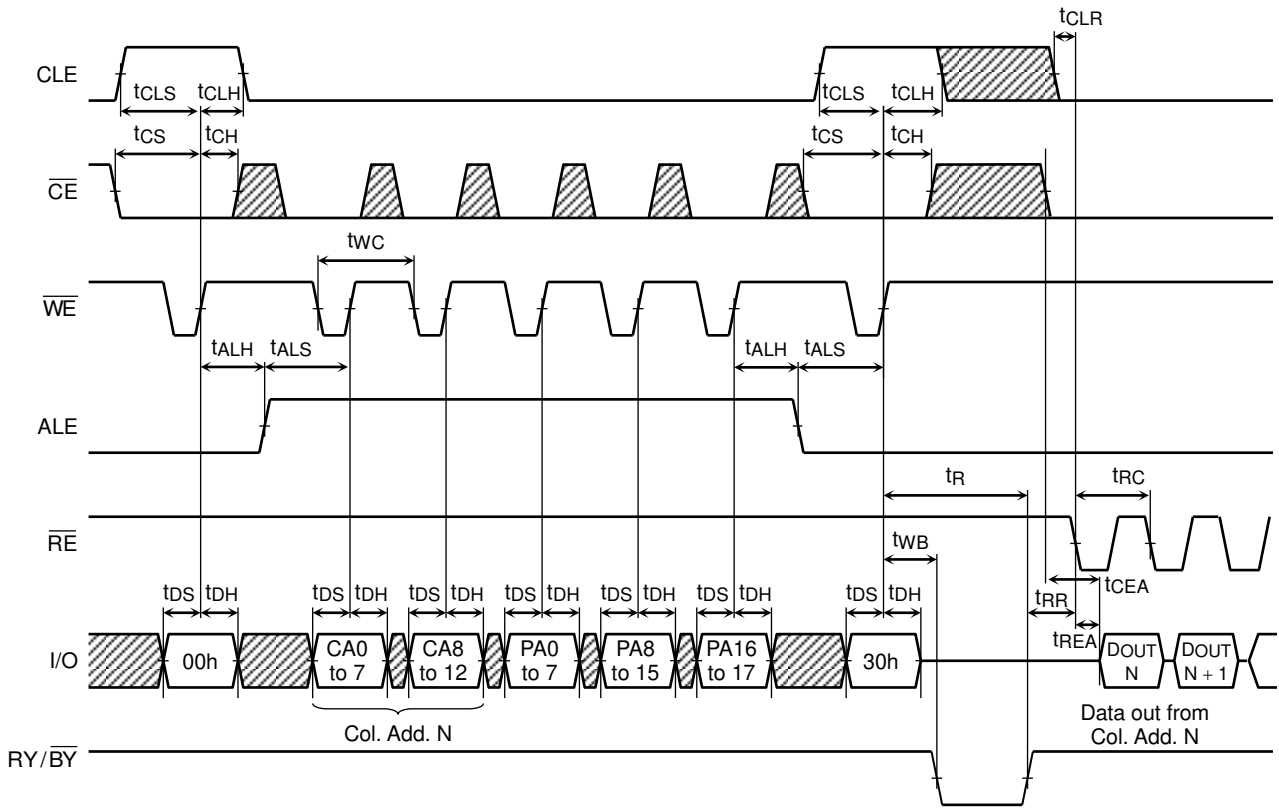 tCLR
CLE
tCLS tCLH tCLS tCLH
tCS tCH tCS tCH
CE
tWC
WE
tALH tALS tALH tALS
ALE
tR tRC
RE
tWB
tCEA
tDS tDH tDS tDH tDS tDH tDS tDH tDS tDH tDS tDH tDS tDH tRR
tREA
I/O 00h CA0 to 7 CA8 to 12 PA0 to 7 PA8 to 15 PA16 to 17 30h DOUT N DOUT N + 1
Col. Add. N
Data out from
Col. Add. N
RY/BY